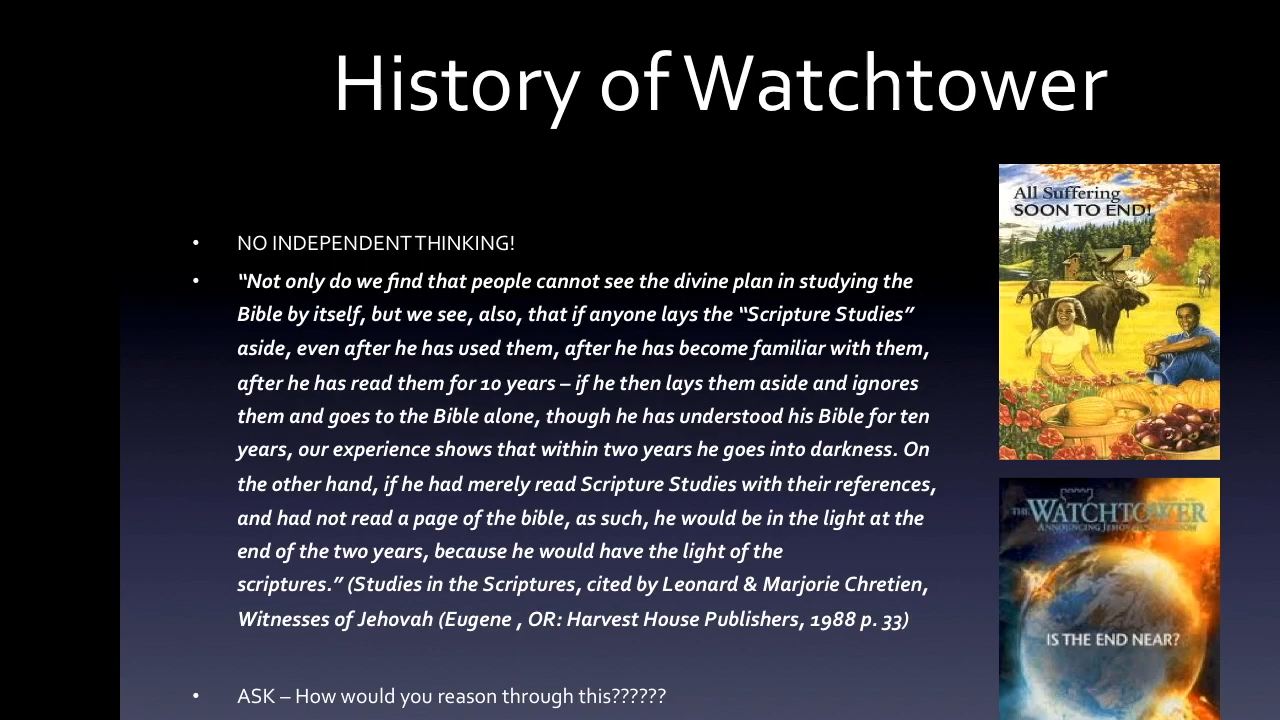 History of Watchtower
• NO INDEPENDENT THINKING!
• “Not only do we find that people cannot see the divine plan in studying the
Bible by itself, but we see, also, that if anyone lays the “Scripture Studies”
aside, even after he has used them, after he has become familiar with them,
after he has read them for 10 years – if he then lays them aside and ignores
them and goes to the Bible alone, though he has understood his Bible for ten
years, our experience shows that within two years he goes into darkness. On
the other hand, if he had merely read Scripture Studies with their references,
and had not read a page of the bible, as such, he would be in the light at the
end of the two years, because he would have the light of the
scriptures.” (Studies in the Scriptures, cited by Leonard & Marjorie Chretien,
Witnesses of Jehovah (Eugene , OR: Harvest House Publishers, 1988 p. 33)
• ASK – How would you reason through this??????
All Suffering
SOON TO END!
THE WATCHTOWER
ANNOUNCING JEHOVAH'S KINGDOM
IS THE END NEAR?